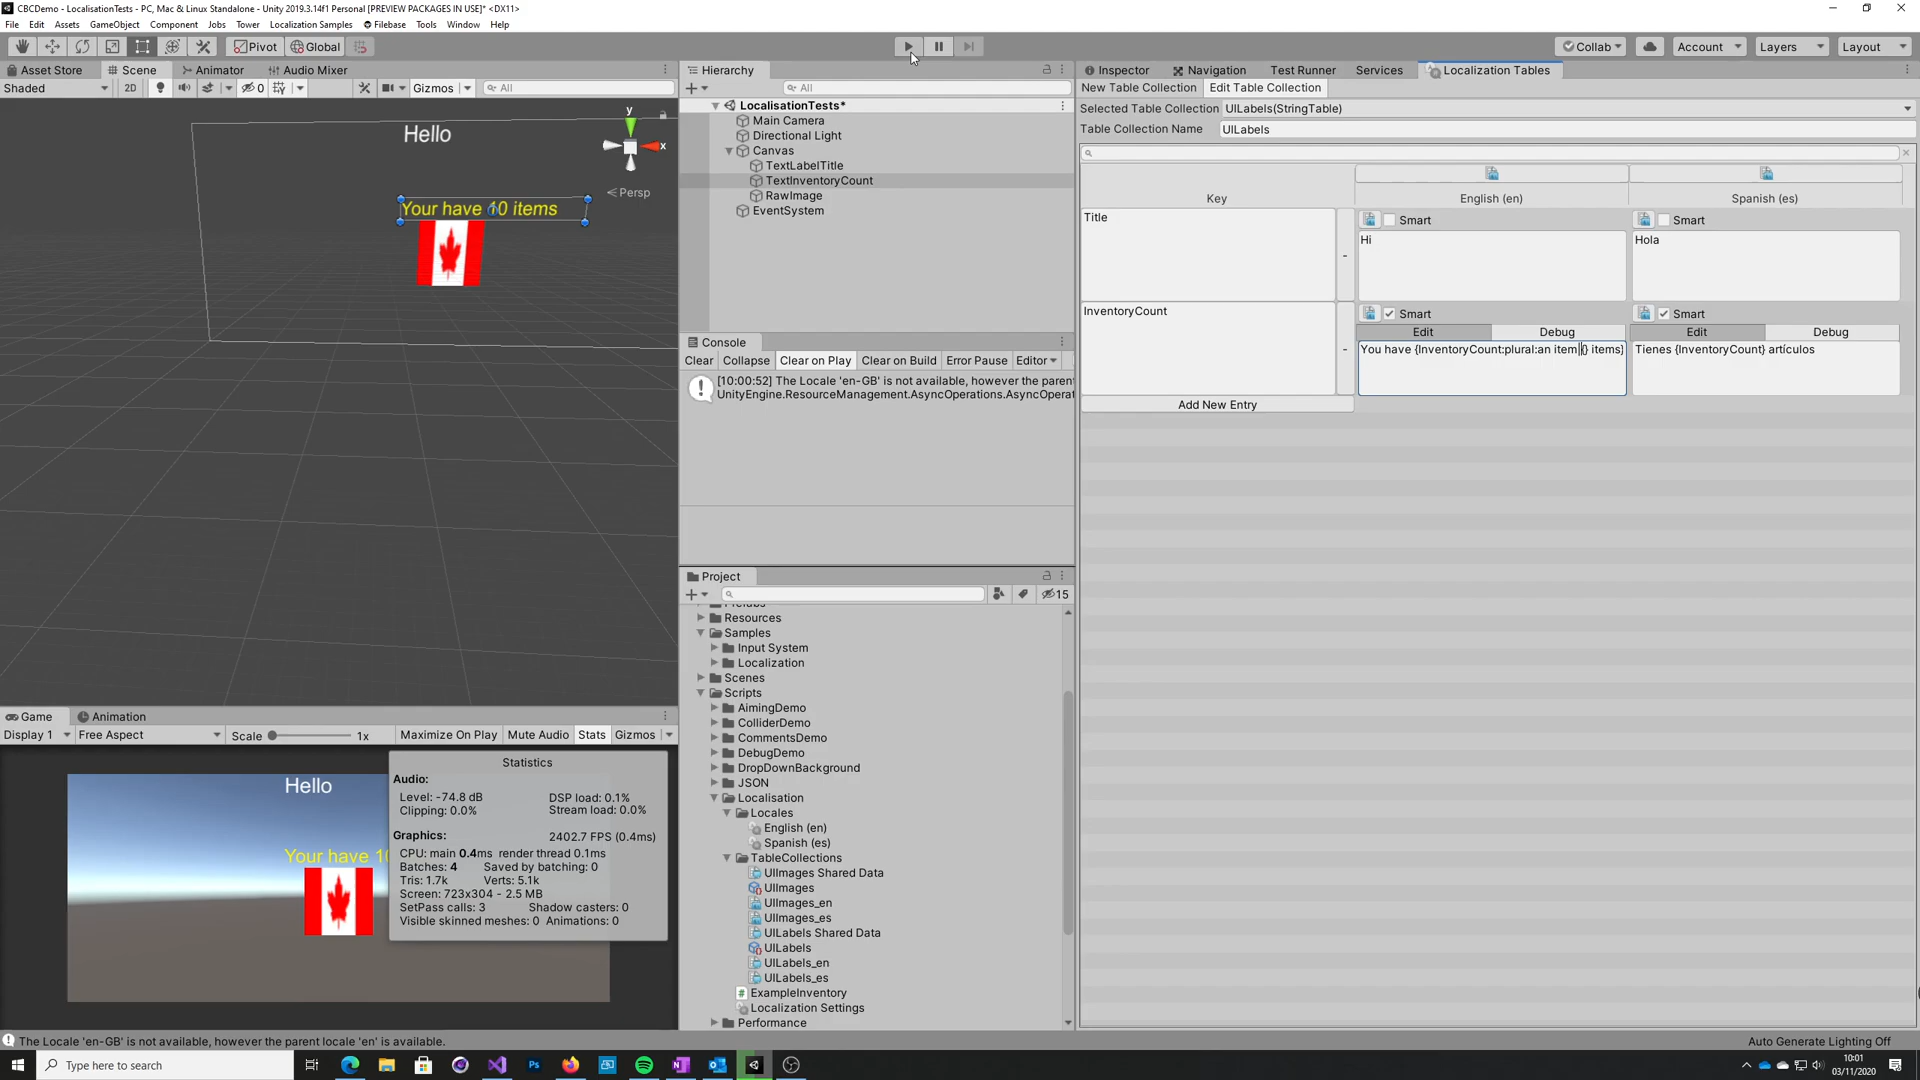 CBCDemo - LocalisationTests - PC, Mac & Linux Standalone - Unity 2019.3.14f1 Personal [PREVIEW PACKAGES IN USE]* <DX11>
File Edit Assets GameObject Component Jobs Tower Localization Samples Filebase Tools Window Help
Pivot Global Collab Account Layers Layout
Asset Store Scene Animator Audio Mixer
Shaded 2D 0 Gizmos All
Hello
y
x
Persp
Your have 10 items
Hierarchy
All
LocalisationTests*
Main Camera
Directional Light
Canvas
TextLabelTitle
TextInventoryCount
RawImage
EventSystem
Console
Clear Collapse Clear on Play Clear on Build Error Pause Editor
[10:00:52] The Locale 'en-GB' is not available, however the parent
UnityEngine.ResourceManagement.AsyncOperations.AsyncOperat
Project
15
Prefabs
Resources
Samples
Input System
Localization
Scenes
Scripts
AimingDemo
ColliderDemo
CommentsDemo
DebugDemo
DropDownBackground
JSON
Localisation
Locales
English (en)
Spanish (es)
TableCollections
UIImages Shared Data
UIImages
UIImages_en
UIImages_es
UILabels Shared Data
UILabels
UILabels_en
UILabels_es
ExampleInventory
Localization Settings
Performance
Inspector Navigation Test Runner Services Localization Tables
New Table Collection Edit Table Collection
Selected Table Collection UILabels(StringTable)
Table Collection Name UILabels
Key English (en) Spanish (es)
Title Smart Smart
Hi Hola
-
InventoryCount Smart Smart
Edit Debug Edit Debug
- You have {InventoryCount:plural:an item|{} items} Tienes {InventoryCount} artículos
Add New Entry
Game Animation
Display 1 Free Aspect Scale 1x Maximize On Play Mute Audio Stats Gizmos
Hello
Your have 10
Statistics
Audio:
Level: -74.8 dB DSP load: 0.1%
Clipping: 0.0% Stream load: 0.0%
Graphics: 2402.7 FPS (0.4ms)
CPU: main 0.4ms render thread 0.1ms
Batches: 4 Saved by batching: 0
Tris: 1.7k Verts: 5.1k
Screen: 723x304 - 2.5 MB
SetPass calls: 3 Shadow casters: 0
Visible skinned meshes: 0 Animations: 0
The Locale 'en-GB' is not available, however the parent locale 'en' is available.
Auto Generate Lighting Off
Type here to search
10:01
03/11/2020